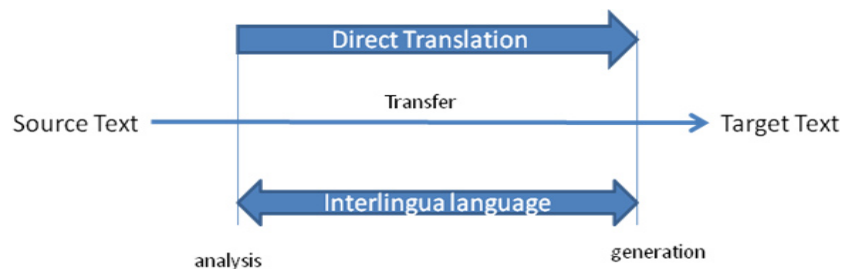 Direct Translation
Transfer
Source Text
Target Text
Interlingua language
analysis
generation